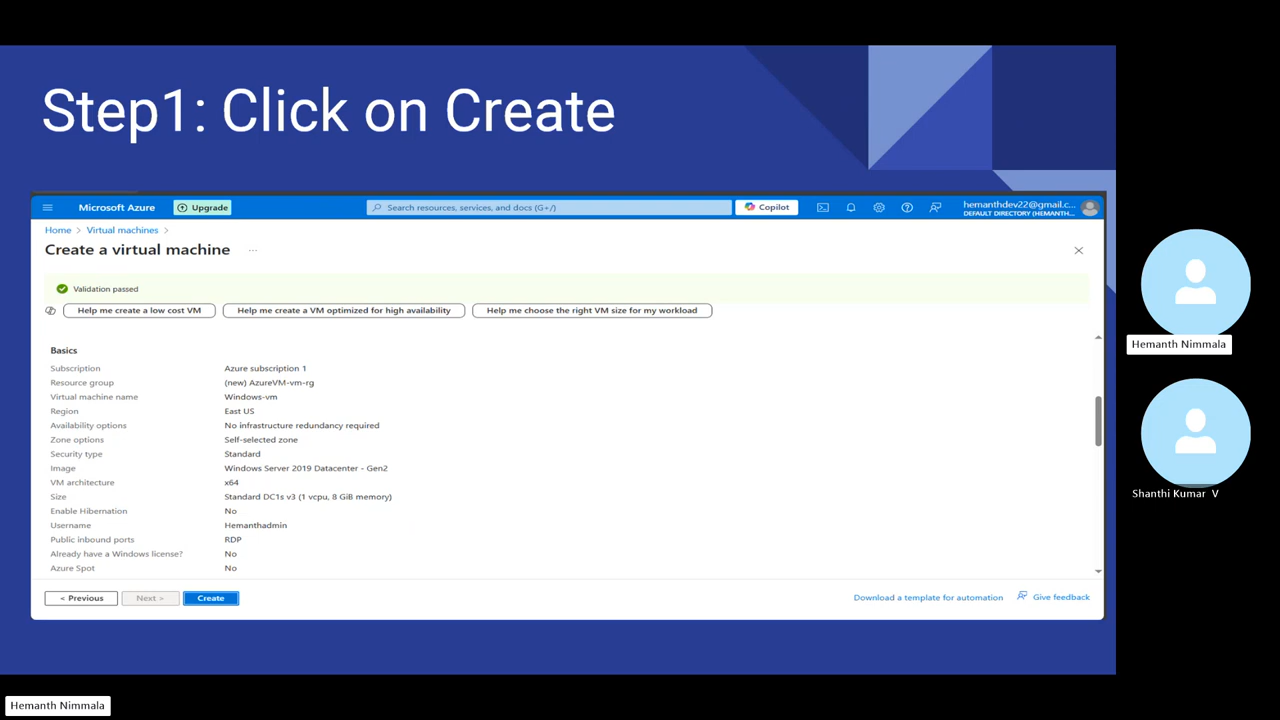 Step1: Click on Create
Microsoft Azure
Upgrade
Search resources, services, and docs (G+/)
Copilot
hemanthdev22@gmail.c...
DEFAULT DIRECTORY (HEMANTH...
Home > Virtual machines >
Create a virtual machine ...
Validation passed
Help me create a low cost VM
Help me create a VM optimized for high availability
Help me choose the right VM size for my workload
Basics
Subscription Azure subscription 1
Resource group (new) AzureVM-vm-rg
Virtual machine name Windows-vm
Region East US
Availability options No infrastructure redundancy required
Zone options Self-selected zone
Security type Standard
Image Windows Server 2019 Datacenter - Gen2
VM architecture x64
Size Standard DC1s v3 (1 vcpu, 8 GiB memory)
Enable Hibernation No
Username Hemanthadmin
Public inbound ports RDP
Already have a Windows license? No
Azure Spot No
< Previous
Next >
Create
Download a template for automation
Give feedback
Hemanth Nimmala
Shanthi Kumar V
Hemanth Nimmala